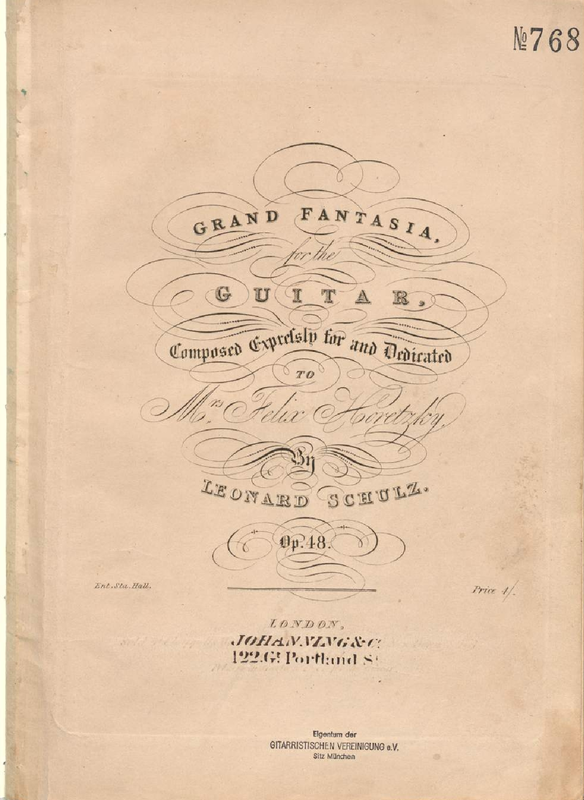 №768
GRAND FANTASIA,
for the
GUITAR,
Composed Expreſsly for and Dedicated
TO
Mrs. Felix Horetzky,
By
LEONARD SCHULZ.
Op. 48.
Ent. Sta. Hall.
Price 4/.
LONDON,
JOHANNING & Co.
122, Gt. Portland St.
Eigentum der
GITARRISTISCHEN VEREINIGUNG e.V.
Sitz München